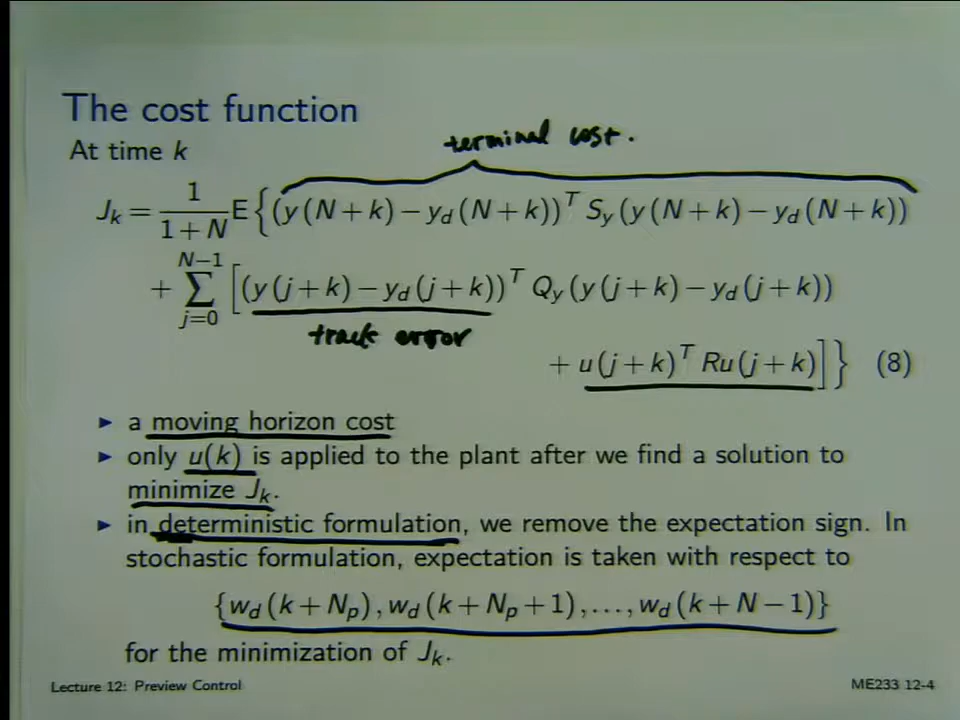 The cost function
terminal cost.
At time k
J_k = \frac{1}{1+N} E{(y(N+k) − y_d(N+k))^T S_y(y(N+k) − y_d(N+k))
+ \sum_{j=0}^{N−1} [(y(j+k) − y_d(j+k))^T Q_y(y(j+k) − y_d(j+k))
track error
+ u(j+k)^T Ru(j+k)]} (8)
▶ a moving horizon cost
▶ only u(k) is applied to the plant after we find a solution to
minimize J_k.
▶ in deterministic formulation, we remove the expectation sign. In
stochastic formulation, expectation is taken with respect to
{w_d(k+N_p), w_d(k+N_p+1), ..., w_d(k+N−1)}
for the minimization of J_k.
Lecture 12: Preview Control ME233 12-4